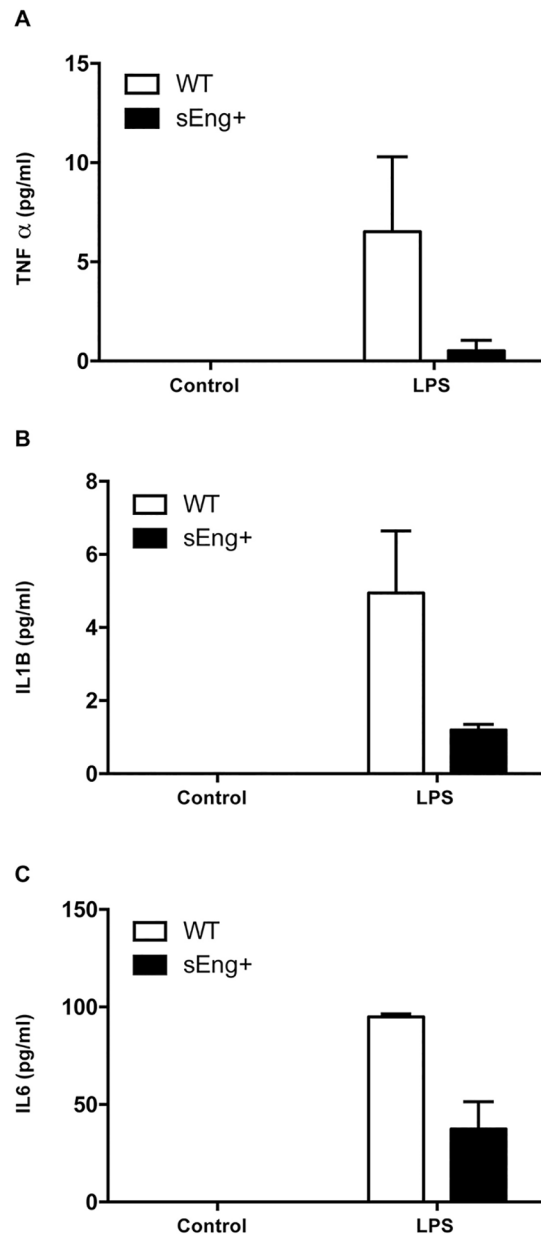 A
15
WT
sEng+
10
TNF α (pg/ml)
5
0
Control LPS
B
8
WT
sEng+
6
IL1B (pg/ml)
4
2
0
Control LPS
C
150
WT
sEng+
100
IL6 (pg/ml)
50
0
Control LPS